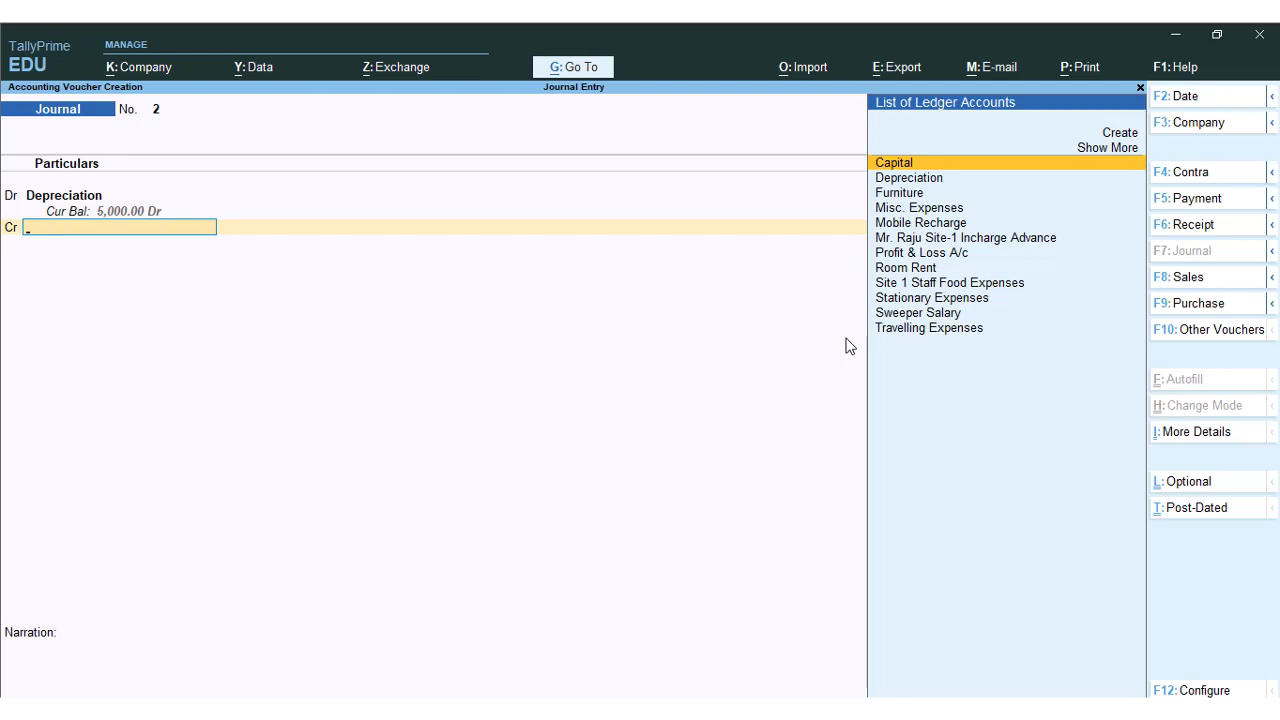 TallyPrime
EDU
MANAGE
K: Company
Y: Data
Z: Exchange
G: Go To
O: Import
E: Export
M: E-mail
P: Print
F1: Help
Accounting Voucher Creation
Journal Entry
Journal No. 2
Particulars
Dr Depreciation
Cur Bal: 5,000.00 Dr
Cr
Narration:
List of Ledger Accounts
Create
Show More
Capital
Depreciation
Furniture
Misc. Expenses
Mobile Recharge
Mr. Raju Site-1 Incharge Advance
Profit & Loss A/c
Room Rent
Site 1 Staff Food Expenses
Stationary Expenses
Sweeper Salary
Travelling Expenses
F2: Date
F3: Company
F4: Contra
F5: Payment
F6: Receipt
F7: Journal
F8: Sales
F9: Purchase
F10: Other Vouchers
F: Autofill
H: Change Mode
I: More Details
L: Optional
T: Post-Dated
F12: Configure